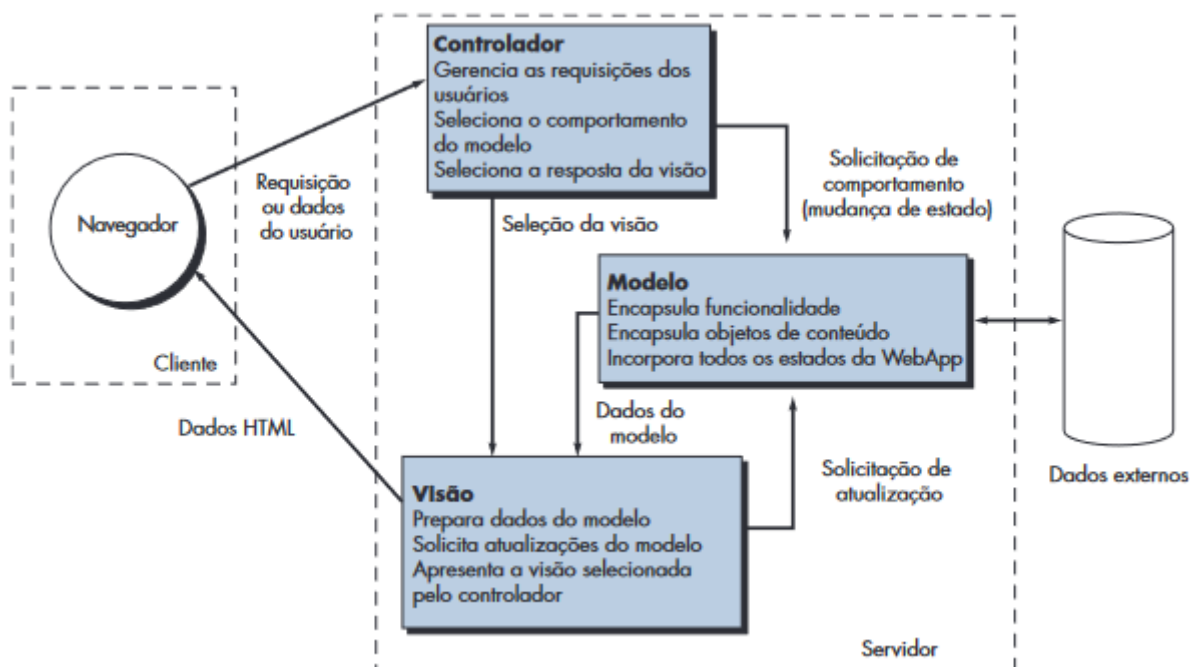 Controlador
Gerencia as requisições dos
usuários
Seleciona o comportamento
do modelo
Seleciona a resposta da visão
Navegador
Requisição
ou dados
do usuário
Solicitação de
comportamento
(mudança de estado)
Seleção da visão
Modelo
Encapsula funcionalidade
Encapsula objetos de conteúdo
Incorpora todos os estados da WebApp
Cliente
Dados HTML
Dados do
modelo
Solicitação de
atualização
Dados externos
Visão
Prepara dados do modelo
Solicita atualizações do modelo
Apresenta a visão selecionada
pelo controlador
Servidor